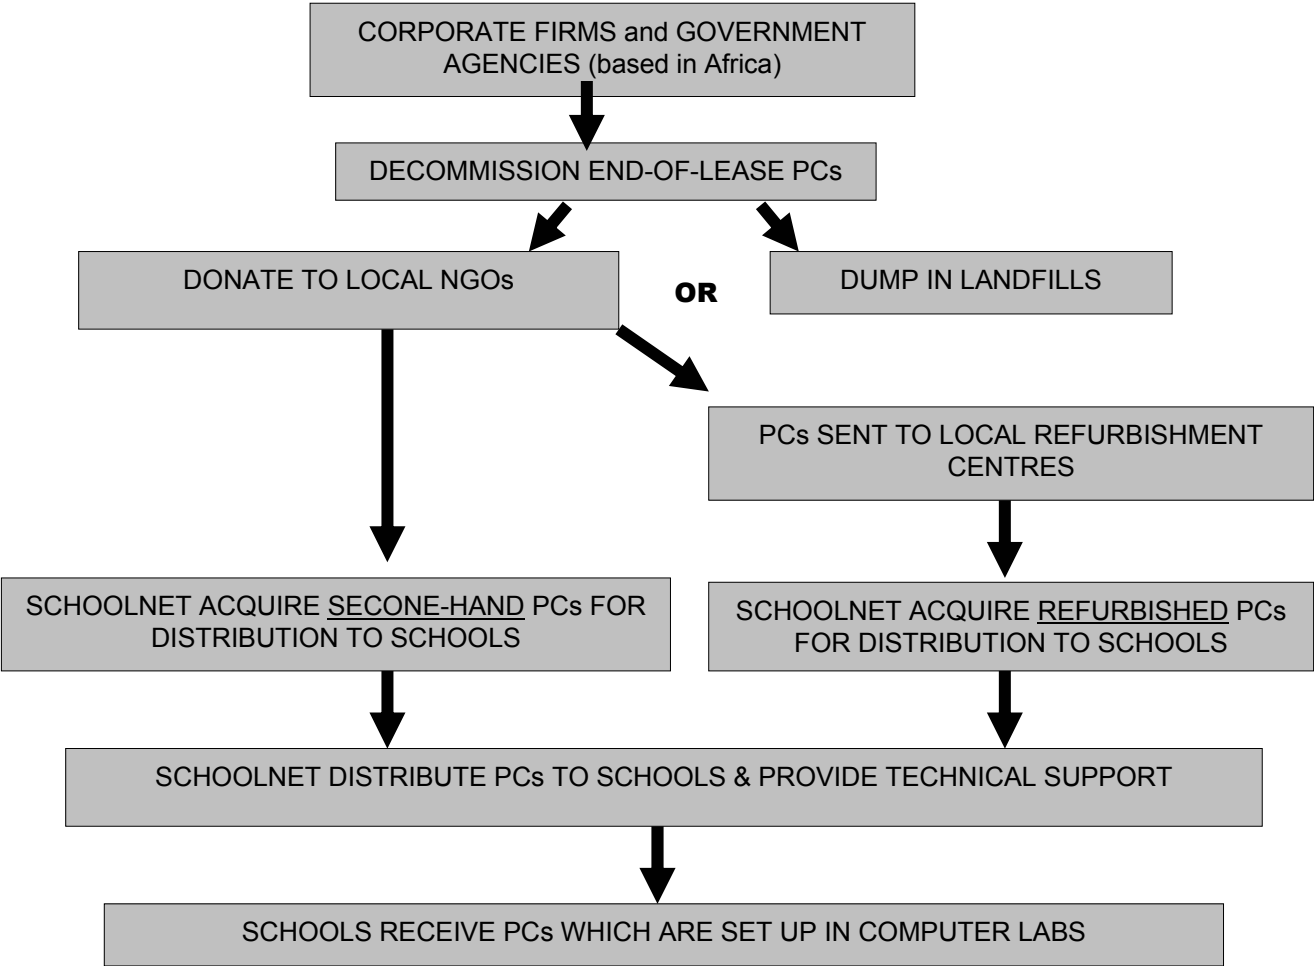 CORPORATE FIRMS and GOVERNMENT
AGENCIES (based in Africa)
DECOMMISSION END-OF-LEASE PCs
DONATE TO LOCAL NGOs
OR
DUMP IN LANDFILLS
PCs SENT TO LOCAL REFURBISHMENT
CENTRES
SCHOOLNET ACQUIRE SECONE-HAND PCs FOR
DISTRIBUTION TO SCHOOLS
SCHOOLNET ACQUIRE REFURBISHED PCs
FOR DISTRIBUTION TO SCHOOLS
SCHOOLNET DISTRIBUTE PCs TO SCHOOLS & PROVIDE TECHNICAL SUPPORT
SCHOOLS RECEIVE PCs WHICH ARE SET UP IN COMPUTER LABS